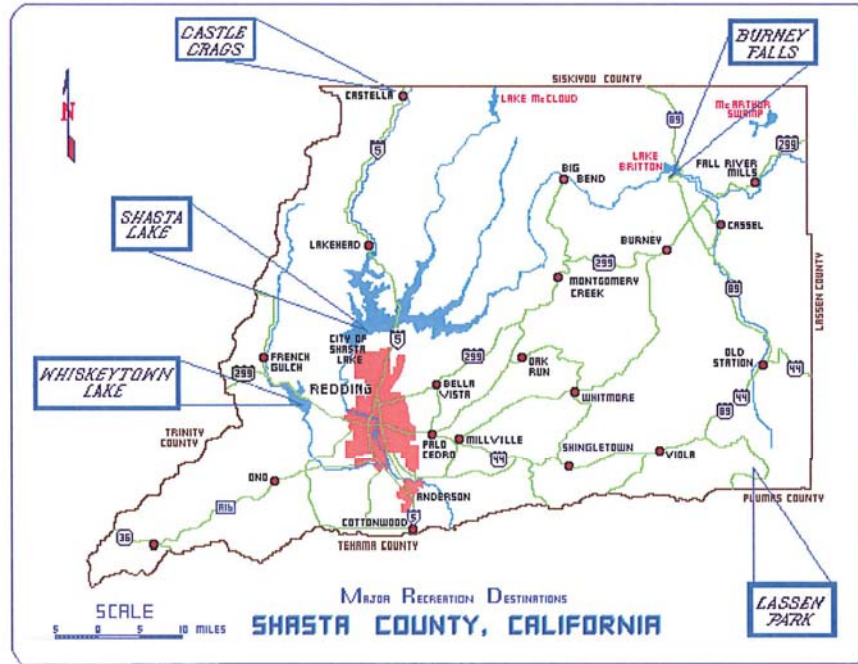 CASTLE
CRAGS
BURNEY
FALLS
SISKIYOU COUNTY
N
CASTELLA
LAKE McCLOUD
89
McARTHUR
SWAMP
299
5
LAKE
BRITTON
FALL RIVER
MILLS
BIG
BEND
SHASTA
LAKE
CASSEL
LAKEHEAD
BURNEY
299
MONTGOMERY
CREEK
LASSEN COUNTY
89
CITY OF
SHASTA
LAKE
5
299
FRENCH
GULCH
OAK
RUN
OLD
STATION
44
WHISKEYTOWN
LAKE
299
REDDING
BELLA
VISTA
WHITMORE
44
89
TRINITY
COUNTY
PALO
CEDRO
MILLVILLE
44
SHINGLETOWN
VIOLA
ONO
ANDERSON
PLUMAS COUNTY
A16
COTTONWOOD
5
36
TEHAMA COUNTY
LASSEN
PARK
MAJOR RECREATION DESTINATIONS
SCALE
5 0 5 10 MILES
SHASTA COUNTY, CALIFORNIA